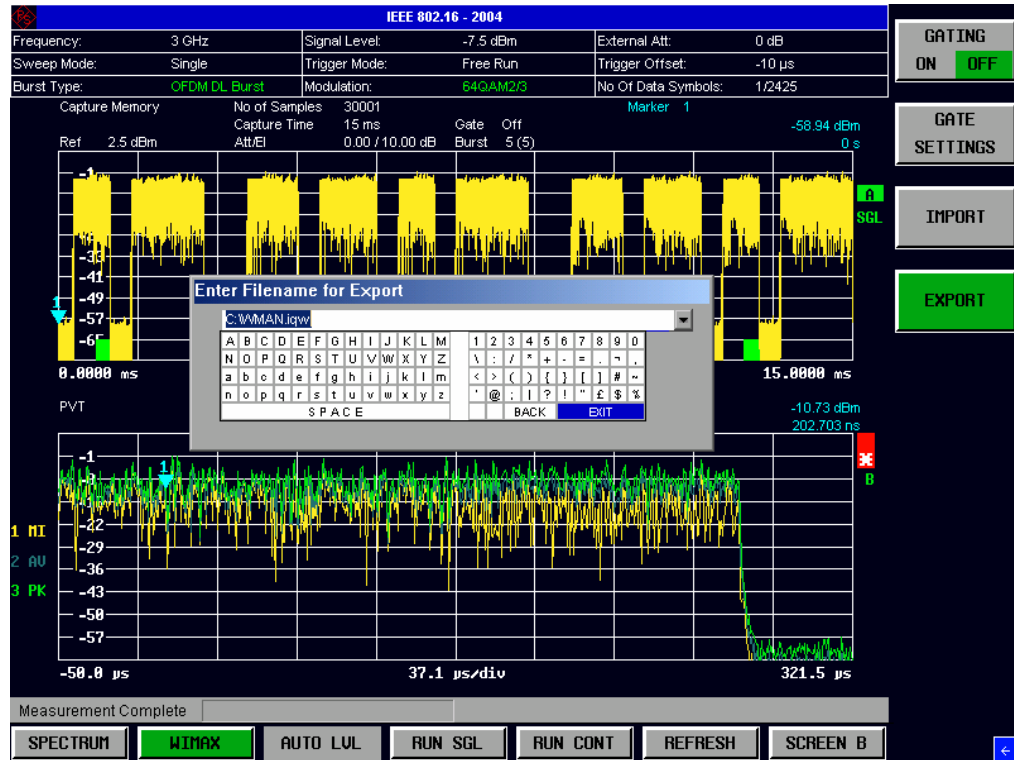 IEEE 802.16 - 2004
Frequency: 3 GHz Signal Level: -7.5 dBm External Att: 0 dB
Sweep Mode: Single Trigger Mode: Free Run Trigger Offset: -10 µs
Burst Type: OFDM DL Burst Modulation: 64QAM2/3 No Of Data Symbols: 1/2425
Capture Memory No of Samples 30001 Marker 1
Capture Time 15 ms Gate Off -58.94 dBm
Ref 2.5 dBm Att/El 0.00 / 10.00 dB Burst 5 (5) 0 s
-1
A
SGL
-33
-41
1 -49
-57
0.0000 ms 15.0000 ms
Enter Filename for Export
C:\WMAN.iqw
A B C D E F G H I J K L M 1 2 3 4 5 6 7 8 9 0
N O P Q R S T U V W X Y Z \ : / * + - = . ¬ ,
a b c d e f g h i j k l m < > ( ) { } [ ] # ~
n o p q r s t u v w x y z ' @ ; | ? ! " £ $ %
SPACE BACK EXIT
PVT -10.73 dBm
202.703 ns
-1
1
B
-22
-29
-36
-43
-50
-57
1 MI
2 AV
3 PK
-50.0 µs 37.1 µs/div 321.5 µs
Measurement Complete
SPECTRUM WIMAX AUTO LVL RUN SGL RUN CONT REFRESH SCREEN B
GATING
ON OFF
GATE
SETTINGS
IMPORT
EXPORT